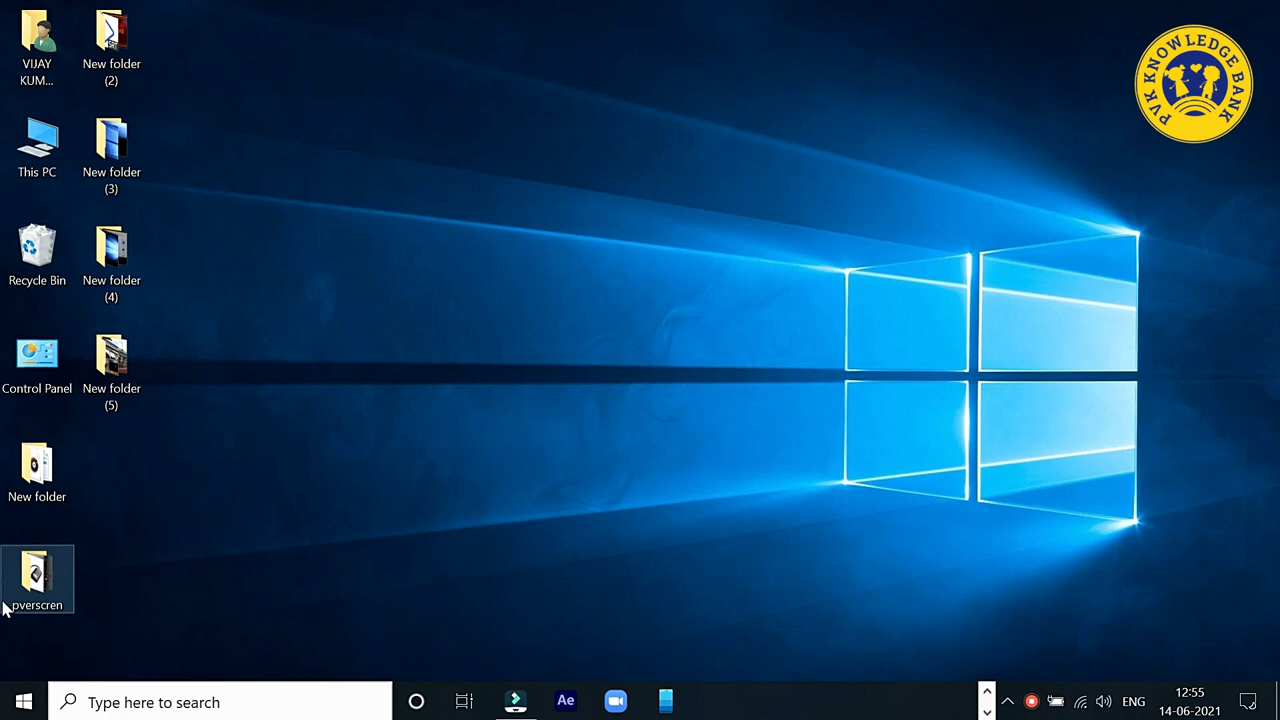 VIJAY
KUM...
New folder
(2)
This PC
New folder
(3)
Recycle Bin
New folder
(4)
Control Panel
New folder
(5)
New folder
pverscren
PVK KNOWLEDGE BANK
Type here to search
Ae
ENG
12:55
14-06-2021